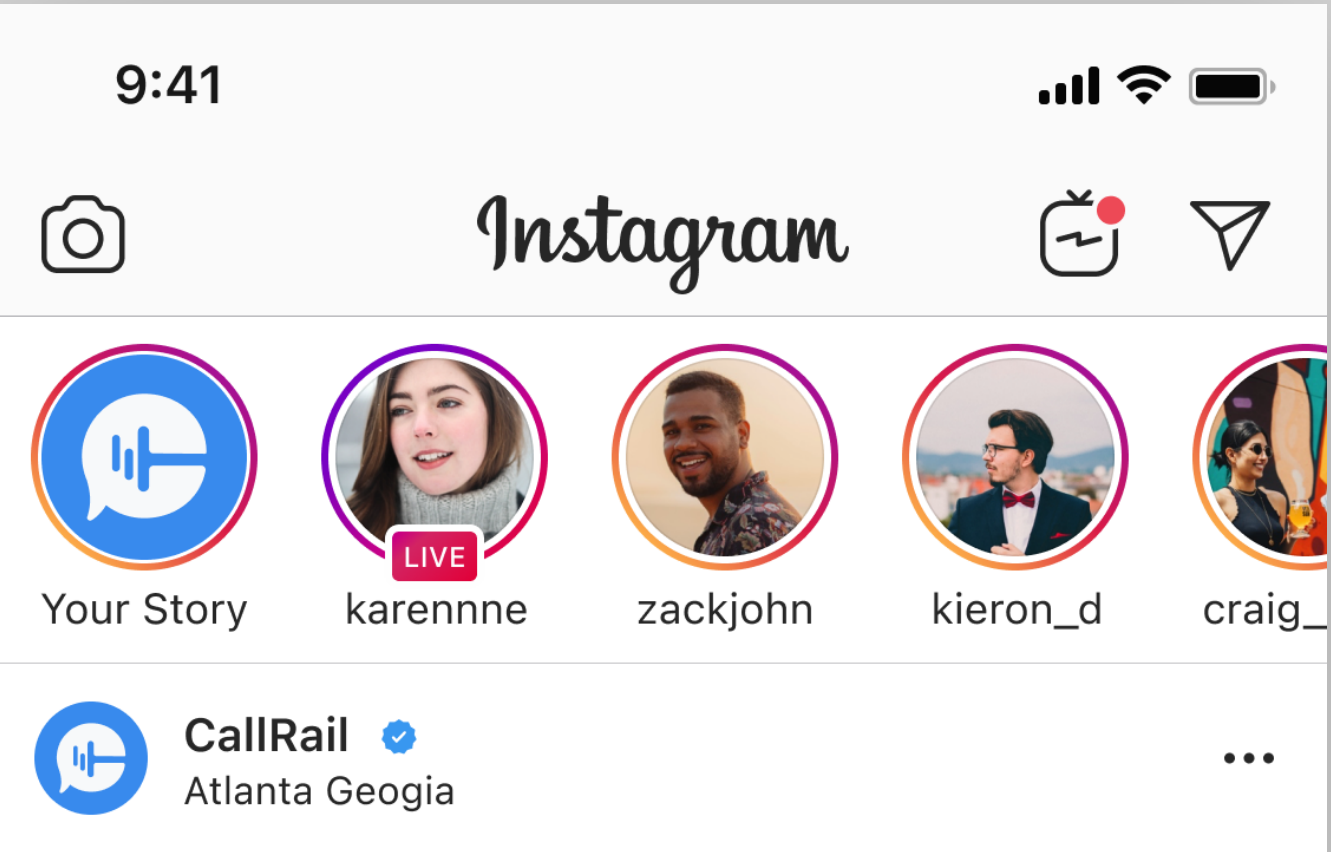 9:41
Instagram
LIVE
Your Story karennne zackjohn kieron_d craig_
CallRail
Atlanta Geogia